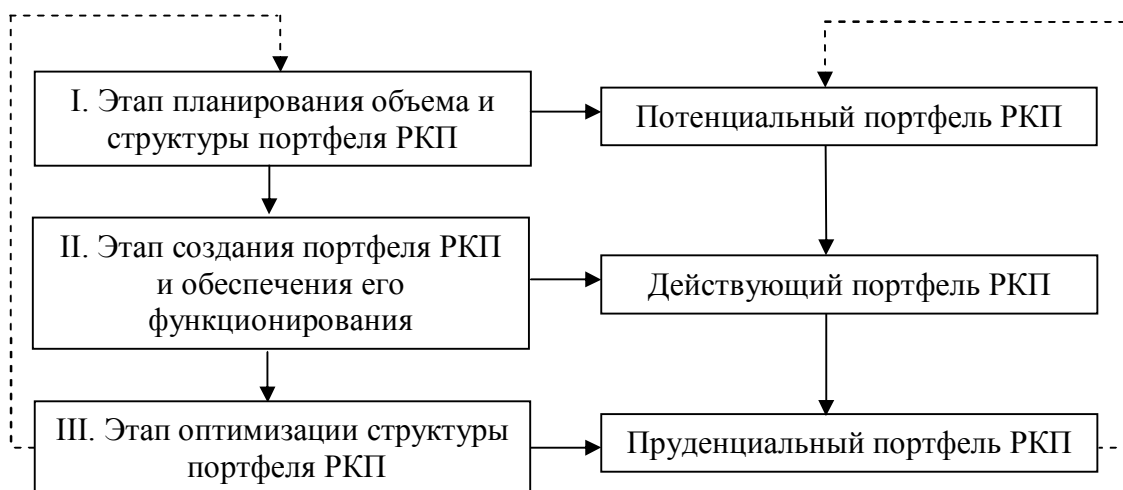 I. Этап планирования объема и
структуры портфеля РКП
Потенциальный портфель РКП
II. Этап создания портфеля РКП
и обеспечения его
функционирования
Действующий портфель РКП
III. Этап оптимизации структуры
портфеля РКП
Пруденциальный портфель РКП